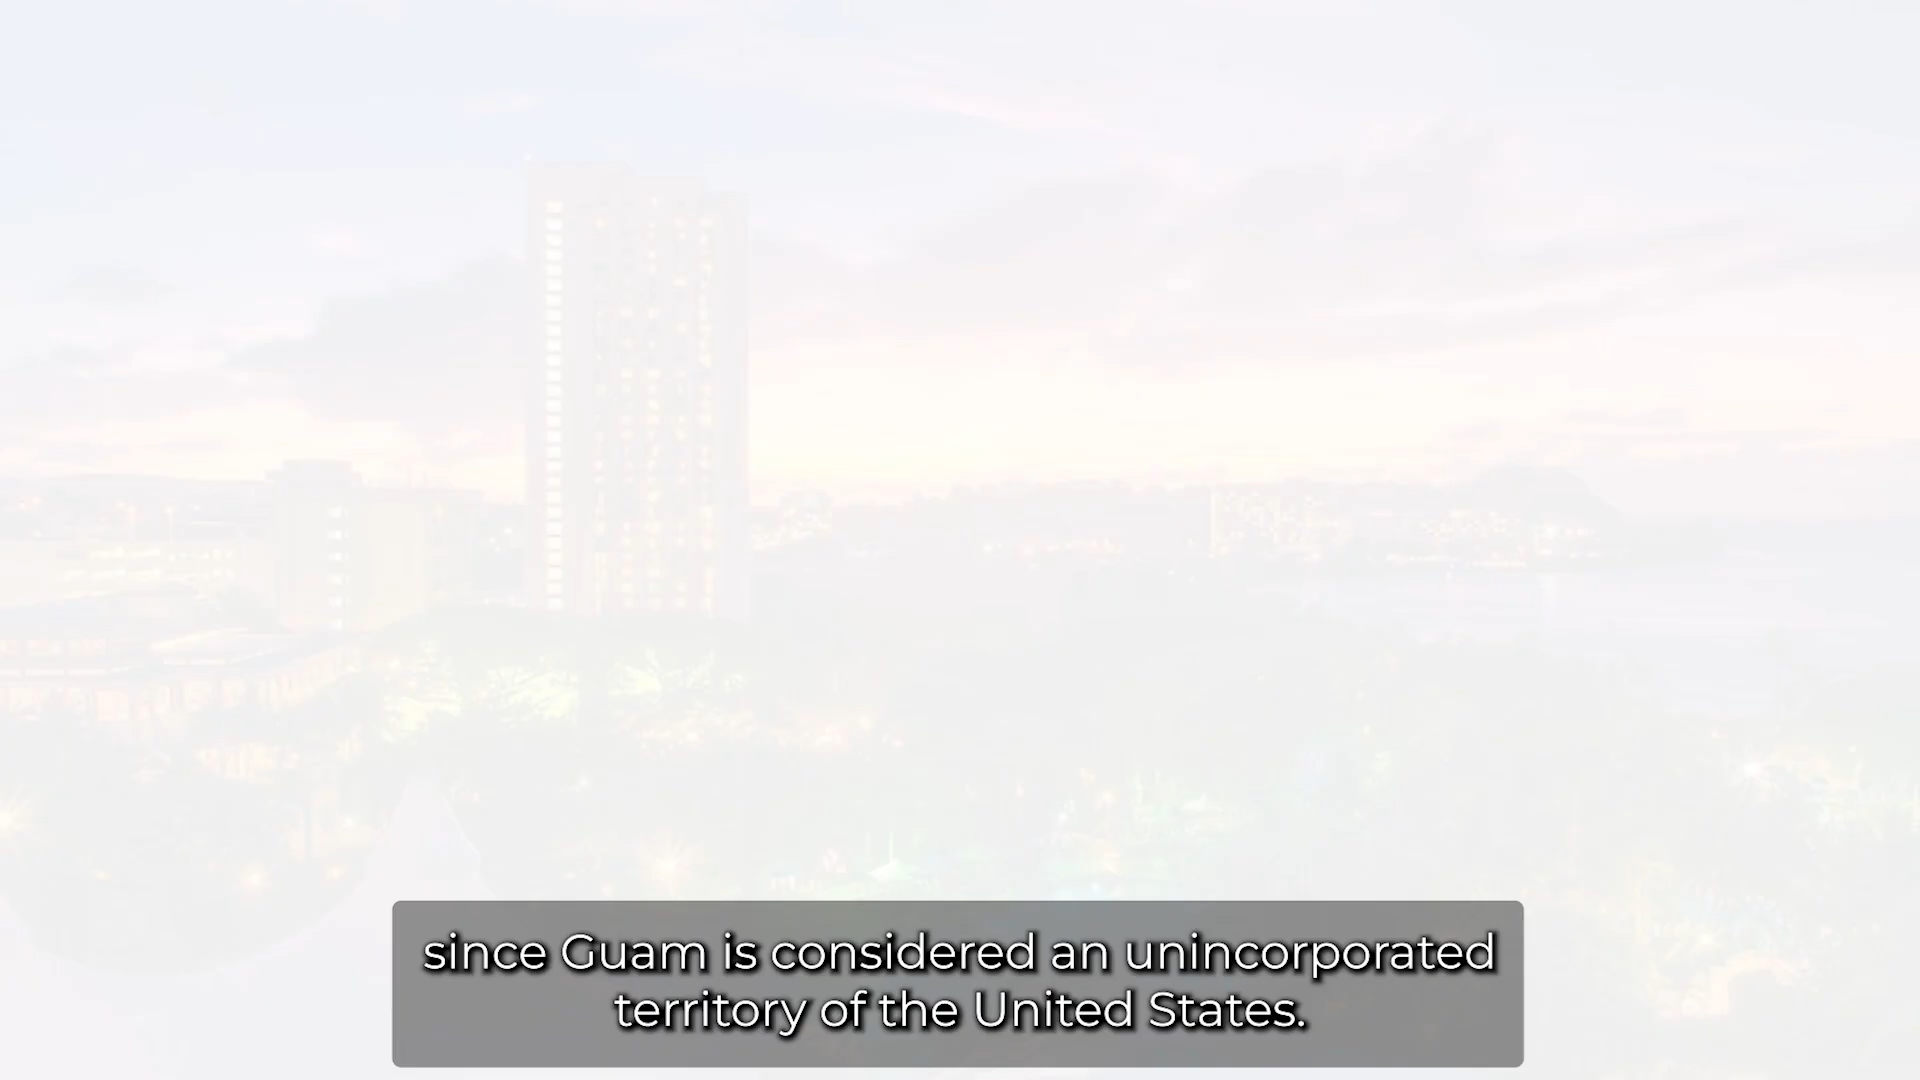 since Guam is considered an unincorporated
territory of the United States.